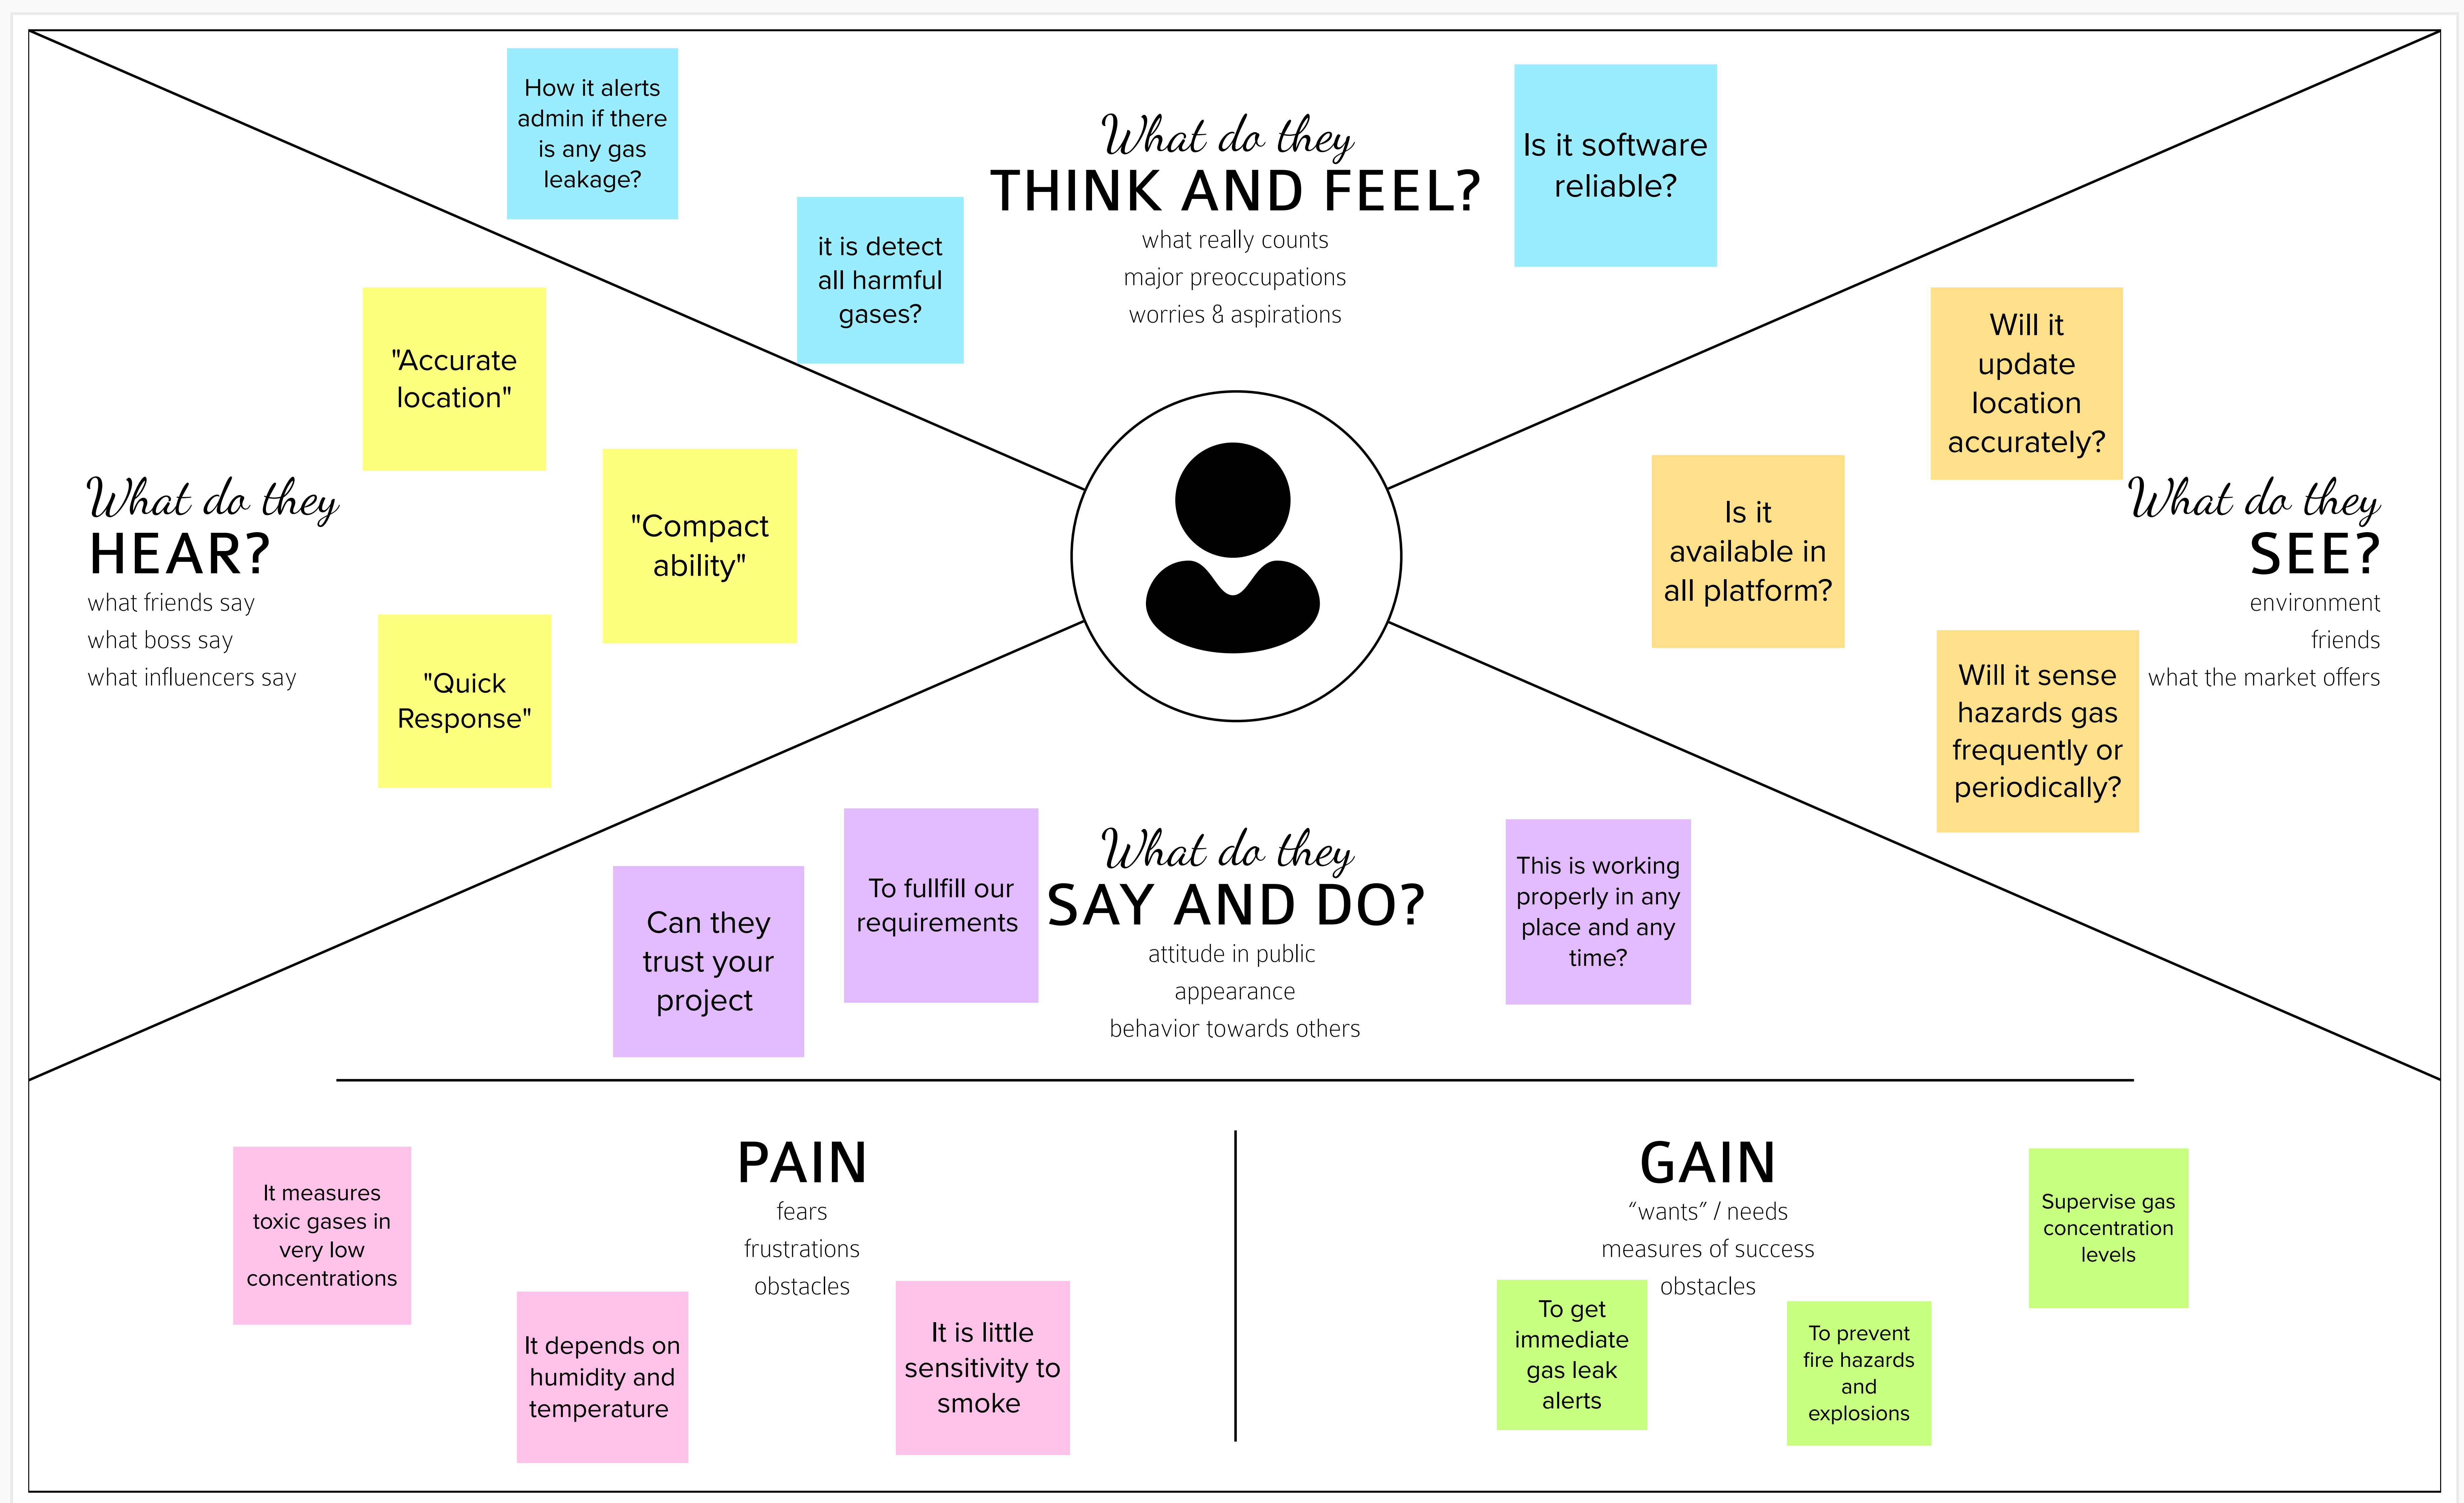 How it alerts
admin if there
is any gas
leakage?
it is detect
all harmful
gases?
What do they
THINK AND FEEL?
what really counts
major preoccupations
worries & aspirations
Is it software
reliable?
"Accurate
location"
"Compact
ability"
"Quick
Response"
What do they
HEAR?
what friends say
what boss say
what influencers say
Will it
update
location
accurately?
Is it
available in
all platform?
Will it sense
hazards gas
frequently or
periodically?
What do they
SEE?
environment
friends
what the market offers
Can they
trust your
project
To fullfill our
requirements
What do they
SAY AND DO?
attitude in public
appearance
behavior towards others
This is working
properly in any
place and any
time?
It measures
toxic gases in
very low
concentrations
It depends on
humidity and
temperature
PAIN
fears
frustrations
obstacles
It is little
sensitivity to
smoke
GAIN
“wants” / needs
measures of success
obstacles
To get
immediate
gas leak
alerts
To prevent
fire hazards
and
explosions
Supervise gas
concentration
levels